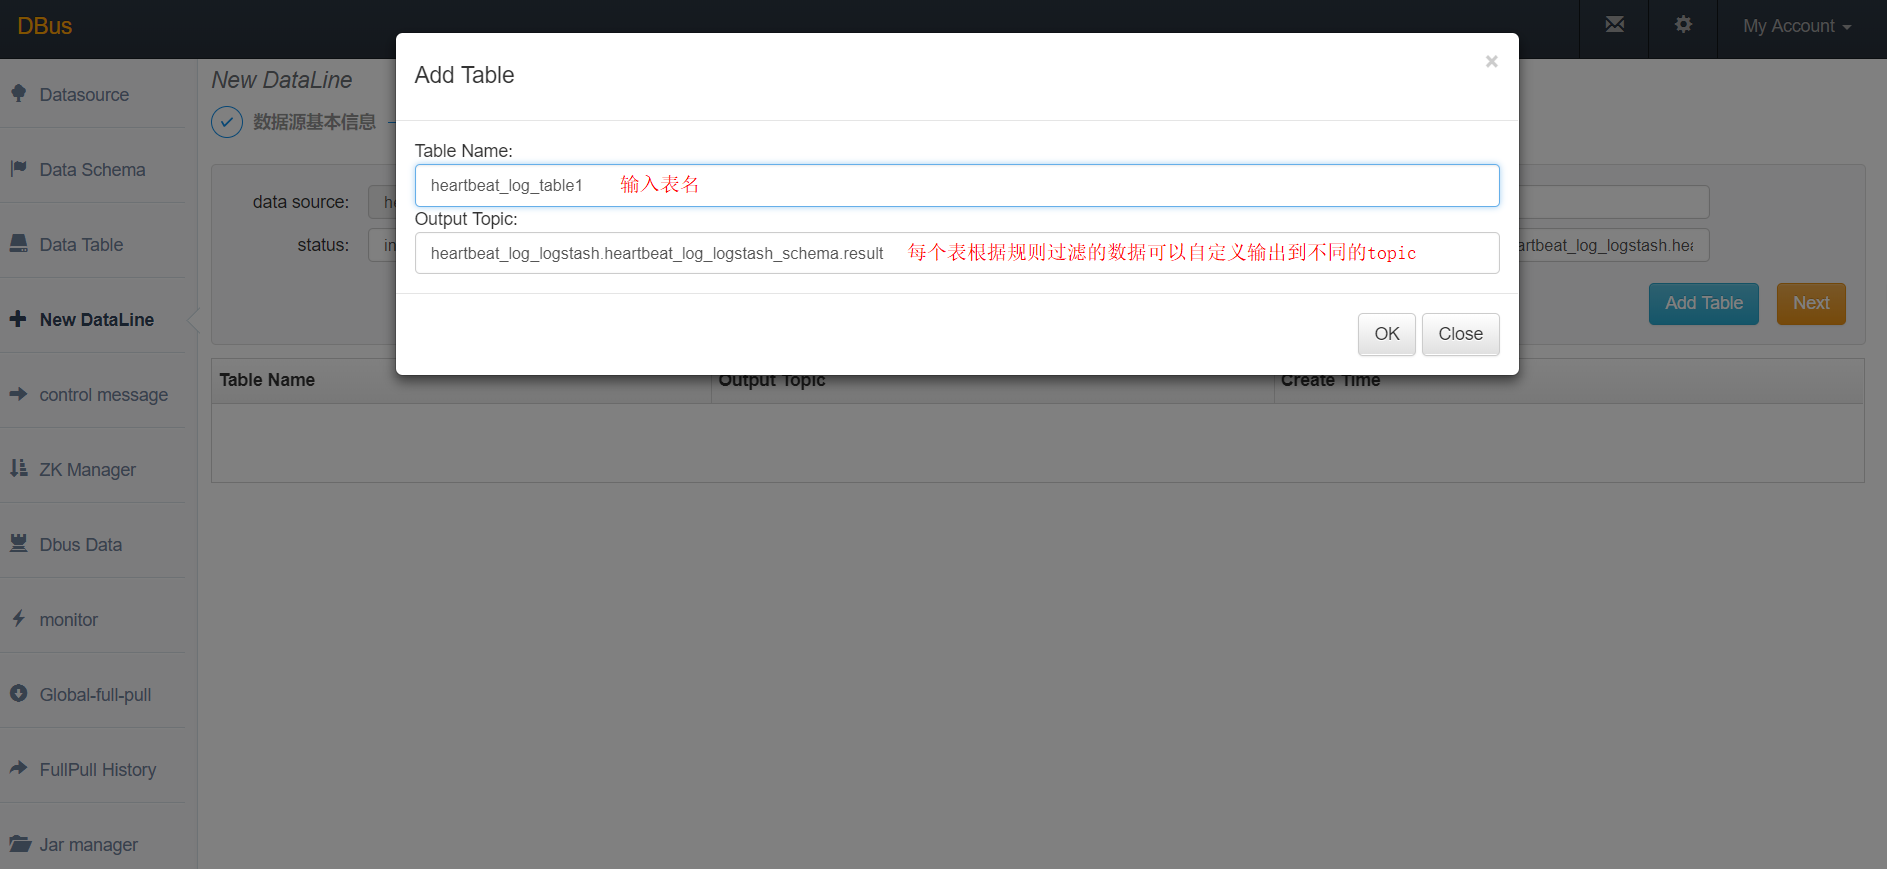 DBus
My Account
Datasource
Data Schema
Data Table
New DataLine
control message
ZK Manager
Dbus Data
monitor
Global-full-pull
FullPull History
Jar manager
New DataLine
数据源基本信息
data source:
status:
artbeat_log_logstash.hea
Add Table
Next
Table Name
Output Topic
Create Time
Add Table
×
Table Name:
heartbeat_log_table1 输入表名
Output Topic:
heartbeat_log_logstash.heartbeat_log_logstash_schema.result 每个表根据规则过滤的数据可以自定义输出到不同的topic
OK
Close